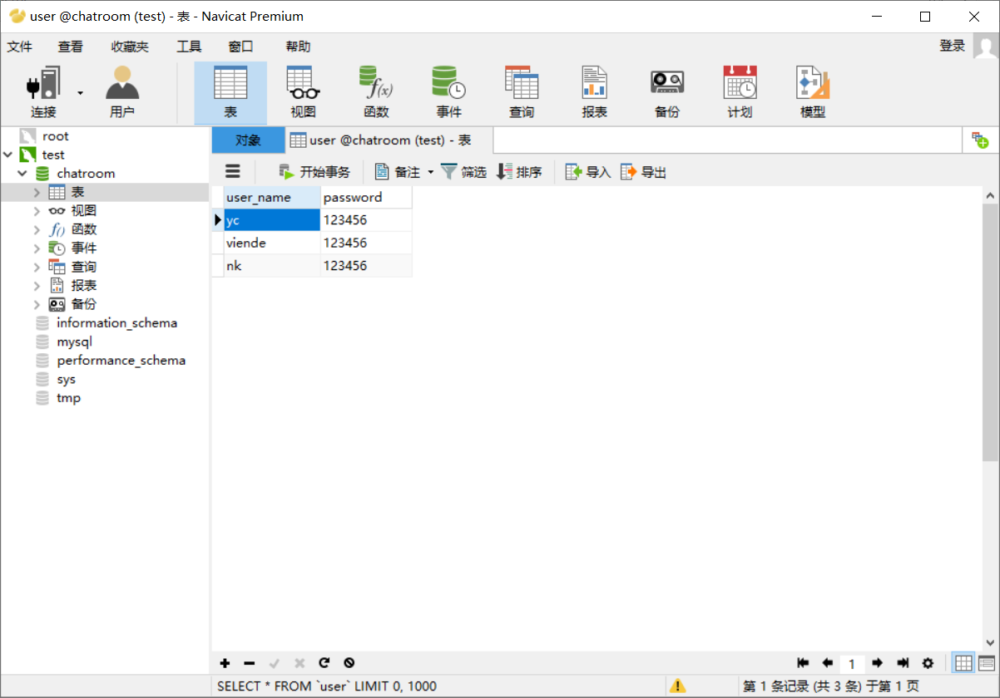 user @chatroom (test) - 表 - Navicat Premium
文件 查看 收藏夹 工具 窗口 帮助 登录
连接 用户 表 视图 函数 事件 查询 报表 备份 计划 模型
root
test
chatroom
表
视图
函数
事件
查询
报表
备份
information_schema
mysql
performance_schema
sys
tmp
对象 user @chatroom (test) - 表
开始事务 备注 筛选 排序 导入 导出
user_name password
yc 123456
viende 123456
nk 123456
1
SELECT * FROM `user` LIMIT 0, 1000
第 1 条记录 (共 3 条) 于第 1 页